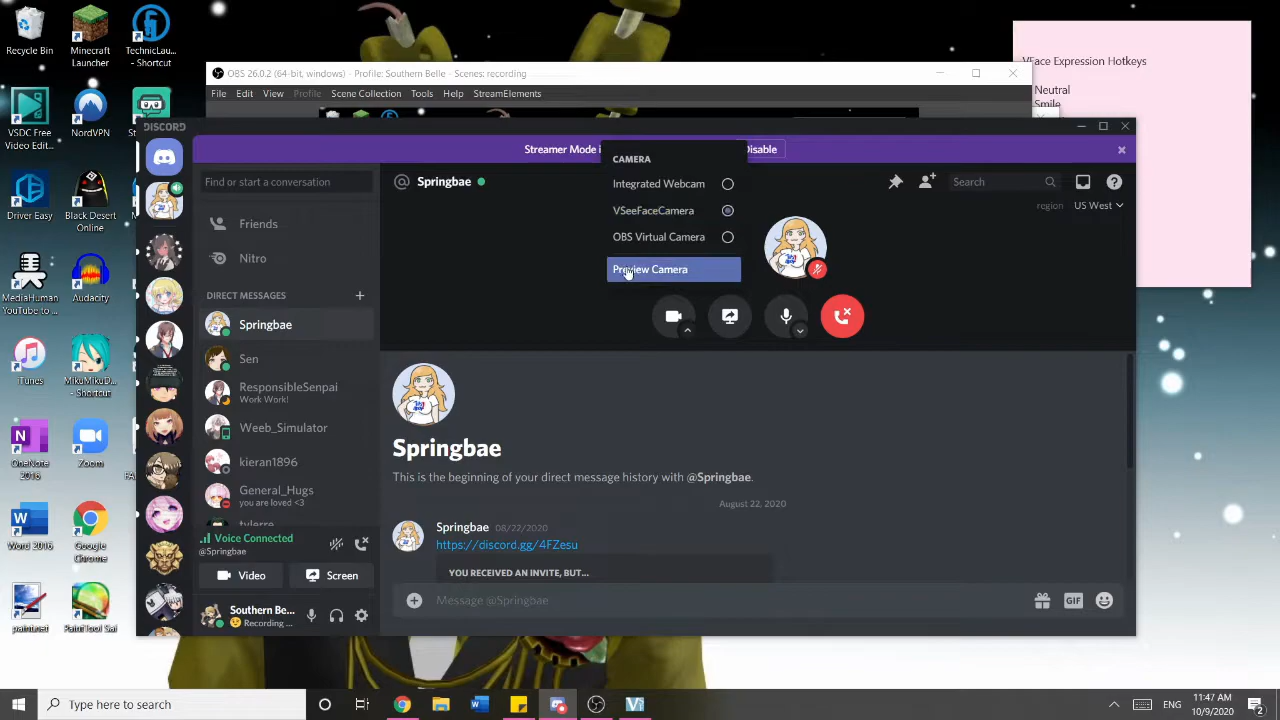 Recycle Bin
Minecraft
Launcher
TechnicLau...
- Shortcut
VSDC Free
Video Edit...
NordVPN
Driver Easy
Black Desert
Online
MediaHuman
YouTube to ...
Audacity
iTunes
MikuMikuD...
- Shortcut
OneNote
2016
Zoom
Word 2016
Google
Chrome
paint.net
PaintTool Sai
OBS 26.0.2 (64-bit, windows) - Profile: Southern Belle - Scenes: recording
File Edit View Profile Scene Collection Tools Help StreamElements
VFace Expression Hotkeys
Neutral
Smile
DISCORD
Streamer Mode i
Disable
Find or start a conversation
Friends
Nitro
DIRECT MESSAGES
Springbae
Sen
ResponsibleSenpai
Work Work!
Weeb_Simulator
kieran1896
General_Hugs
you are loved <3
tylerre
Voice Connected
@Springbae
Video
Screen
Southern Be...
Recording ...
@ Springbae
Search
region US West
CAMERA
Integrated Webcam
VSeeFaceCamera
OBS Virtual Camera
Preview Camera
Springbae
This is the beginning of your direct message history with @Springbae.
August 22, 2020
Springbae 08/22/2020
https://discord.gg/4FZesu
YOU RECEIVED AN INVITE, BUT...
Message @Springbae
GIF
Type here to search
ENG
11:47 AM
10/9/2020
2